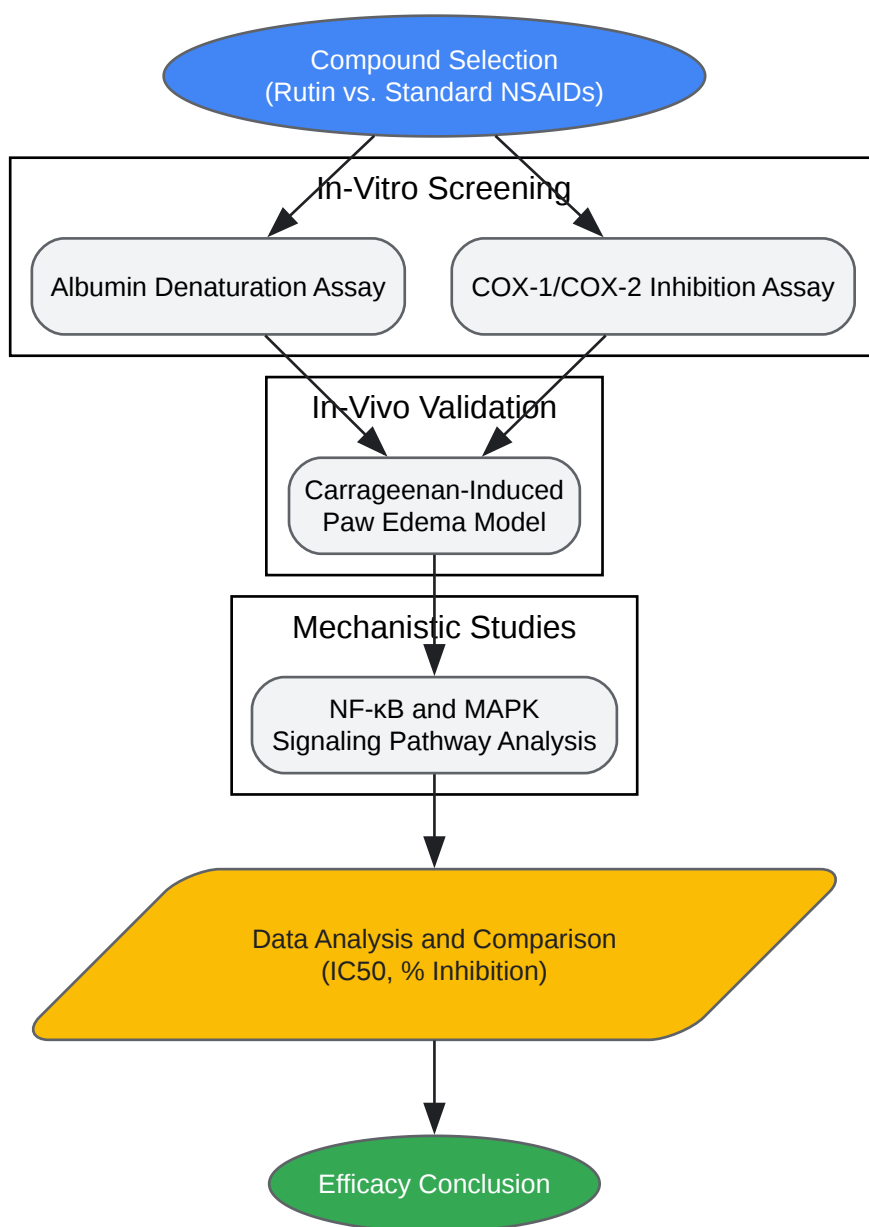 Compound Selection
(Rutin vs. Standard NSAIDs)
In-Vitro Screening
Albumin Denaturation Assay
COX-1/COX-2 Inhibition Assay
In-Vivo Validation
Carrageenan-Induced
Paw Edema Model
Mechanistic Studies
NF-κB and MAPK
Signaling Pathway Analysis
Data Analysis and Comparison
(IC50, % Inhibition)
Efficacy Conclusion